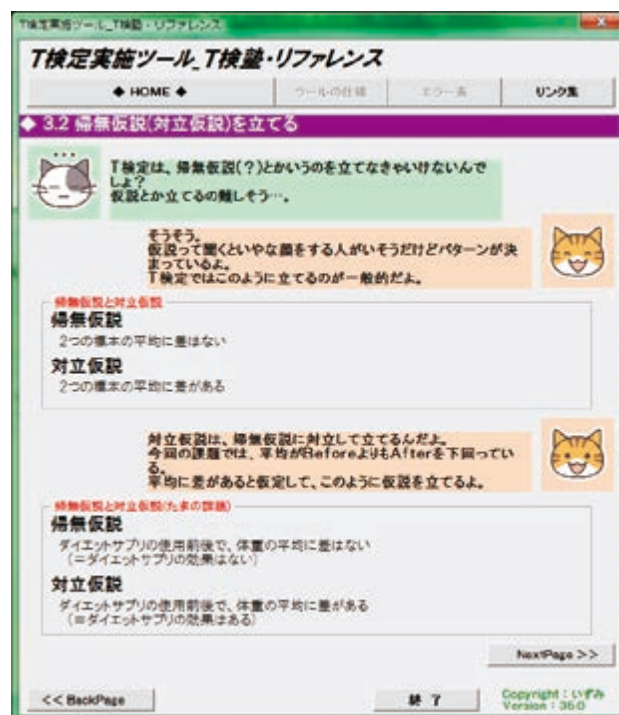 T検定実施ツール_T検塾・リファレンス
T検定実施ツール_T検塾・リファレンス
◆ HOME ◆
ツールの仕様
エラー表
リンク集
◆ 3.2 帰無仮説(対立仮説)を立てる
T検定は、帰無仮説(?)とかいうのを立てなきゃいけないんで
しょ?
仮説とか立てるの難しそう…。
そうそう。
仮説って聞くといやな顔をする人がいそうだけどパターンが決
まっているよ。
T検定ではこのように立てるのが一般的だよ。
帰無仮説と対立仮説
帰無仮説
2つの標本の平均に差はない
対立仮説
2つの標本の平均に差がある
対立仮説は、帰無仮説に対立して立てるんだよ。
今回の課題では、平均がBeforeよりもAfterを下回ってい
る。
平均に差があると仮定して、このように仮説を立てるよ。
帰無仮説と対立仮説(たまの課題)
帰無仮説
ダイエットサプリの使用前後で、体重の平均に差はない
(=ダイエットサプリの効果はない)
対立仮説
ダイエットサプリの使用前後で、体重の平均に差がある
(=ダイエットサプリの効果はある)
NextPage >>
<< BackPage
終 了
Copyright : いずみ
Version : 36.0